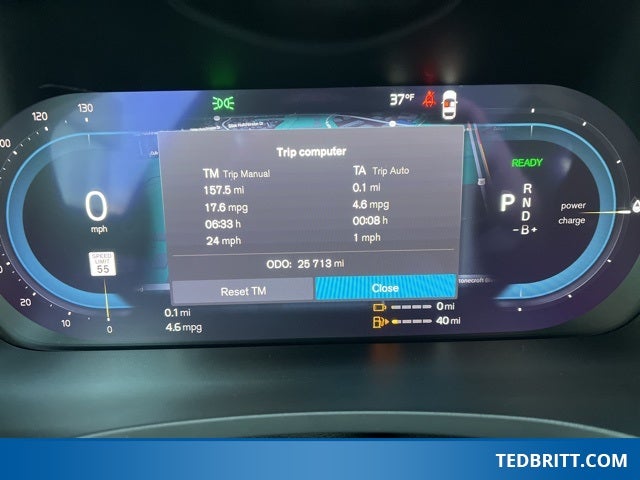 130
120
100
37°F
Trip computer
TM Trip Manual
TA Trip Auto
157.5 mi
0.1 mi
17.6 mpg
4.6 mpg
06:33 h
00:08 h
24 mph
1 mph
ODO: 25 713 mi
Reset TM
Close
0
mph
SPEED
LIMIT
55
20
10
0
0.1 mi
4.6 mpg
READY
P
R
N
D
-B+
power
charge
0 mi
40 mi
TEDBRITT.COM